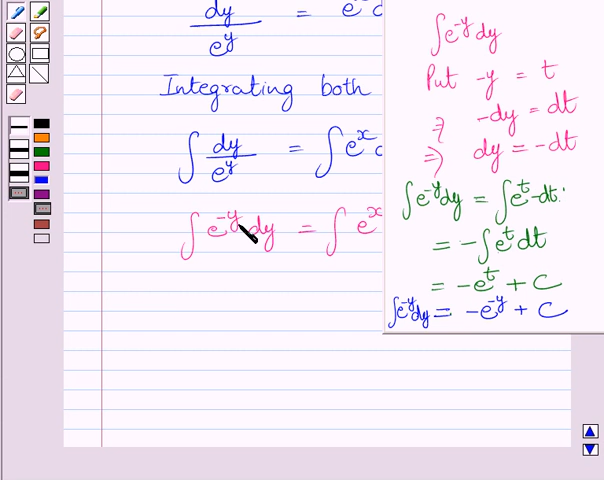 dy/e^y = e^x
Integrating both
∫ dy/e^y = ∫ e^x
∫ e^-y dy = ∫ e^x
∫ e^-y dy
Put -y = t
⇒ -dy = dt
⇒ dy = -dt
∫ e^-y dy = ∫ e^t -dt.
= -∫ e^t dt
= -e^t + C
∫ e^-y dy = -e^-y + C